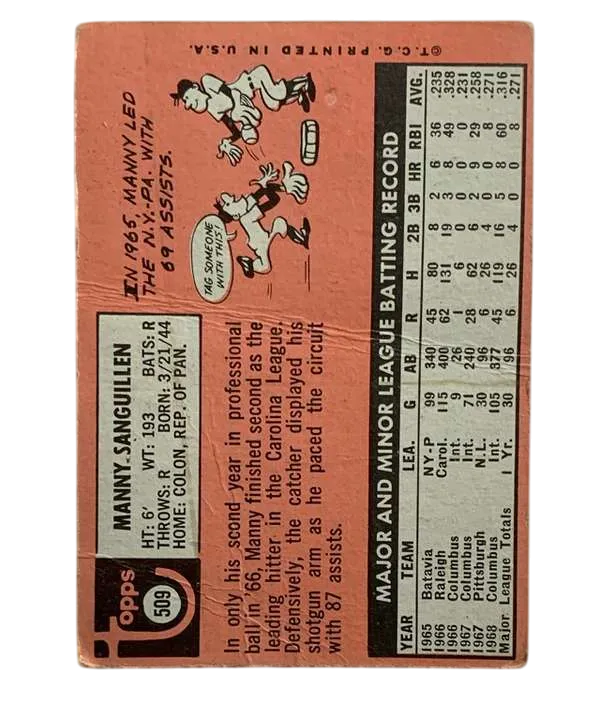 Topps
509
MANNY SANGUILLEN
HT: 6' WT: 193 BATS: R
THROWS: R BORN: 3/21/44
HOME: COLON, REP. OF PAN.
IN 1965, MANNY LED
THE N.Y.-PA. WITH
69 ASSISTS.
TAG SOMEONE
WITH THIS!
In only his second year in professional
ball in '66, Manny finished second as the
leading hitter in the Carolina League.
Defensively, the catcher displayed his
shotgun arm as he paced the circuit
with 87 assists.
MAJOR AND MINOR LEAGUE BATTING RECORD
YEAR TEAM LEA. G AB R H 2B 3B HR RBI AVG.
1965 Batavia NY-P 99 340 45 80 8 2 6 36 .235
1966 Raleigh Carol. 115 400 62 131 19 3 8 49 .328
1966 Columbus Int. 9 26 1 6 0 0 0 0 .231
1967 Columbus Int. 71 240 28 62 6 2 9 29 .258
1967 Pittsburgh N.L. 30 96 6 26 4 0 0 8 .271
1968 Columbus Int. 105 377 45 119 16 5 8 60 .316
Major League Totals 1 Yr. 30 96 6 26 4 0 0 8 .271
©T.C.G. PRINTED IN U.S.A.